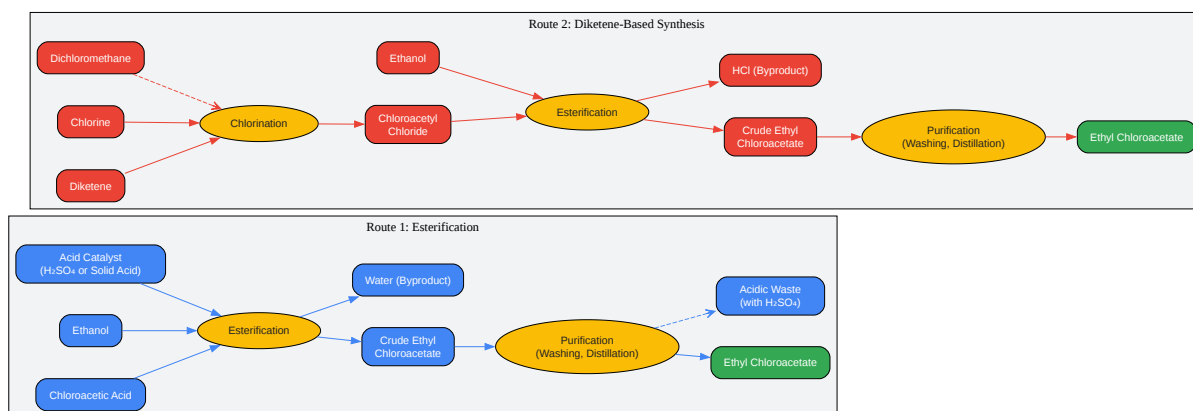 Route 2: Diketene-Based Synthesis
Dichloromethane
Chlorine
Diketene
Chlorination
Ethanol
Chloroacetyl
Chloride
Esterification
HCl (Byproduct)
Crude Ethyl
Chloroacetate
Purification
(Washing, Distillation)
Ethyl Chloroacetate
Route 1: Esterification
Acid Catalyst
(H₂SO₄ or Solid Acid)
Ethanol
Chloroacetic Acid
Esterification
Water (Byproduct)
Crude Ethyl
Chloroacetate
Purification
(Washing, Distillation)
Acidic Waste
(with H₂SO₄)
Ethyl Chloroacetate